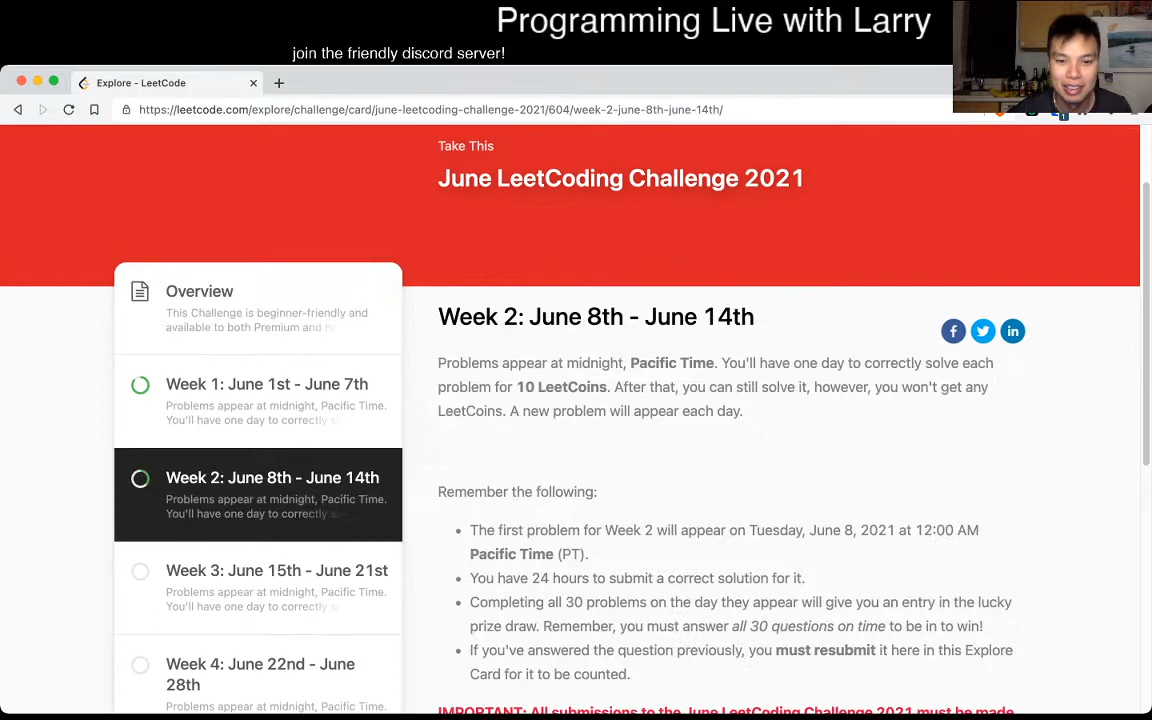 Programming Live with Larry
join the friendly discord server!
Explore - LeetCode
https://leetcode.com/explore/challenge/card/june-leetcoding-challenge-2021/604/week-2-june-8th-june-14th/
Take This
June LeetCoding Challenge 2021
Overview
This Challenge is beginner-friendly and
available to both Premium and
Week 1: June 1st - June 7th
Problems appear at midnight, Pacific Time.
You'll have one day to correctly
Week 2: June 8th - June 14th
Problems appear at midnight, Pacific Time.
You'll have one day to correctly
Week 3: June 15th - June 21st
Problems appear at midnight, Pacific Time.
You'll have one day to correctly
Week 4: June 22nd - June
28th
Problems appear at midnight, Pacific Time.
Week 2: June 8th - June 14th
Problems appear at midnight, Pacific Time. You'll have one day to correctly solve each
problem for 10 LeetCoins. After that, you can still solve it, however, you won't get any
LeetCoins. A new problem will appear each day.
Remember the following:
• The first problem for Week 2 will appear on Tuesday, June 8, 2021 at 12:00 AM
Pacific Time (PT).
• You have 24 hours to submit a correct solution for it.
• Completing all 30 problems on the day they appear will give you an entry in the lucky
prize draw. Remember, you must answer all 30 questions on time to be in to win!
• If you've answered the question previously, you must resubmit it here in this Explore
Card for it to be counted.
IMPORTANT: All submissions to the June LeetCoding Challenge 2021 must be made